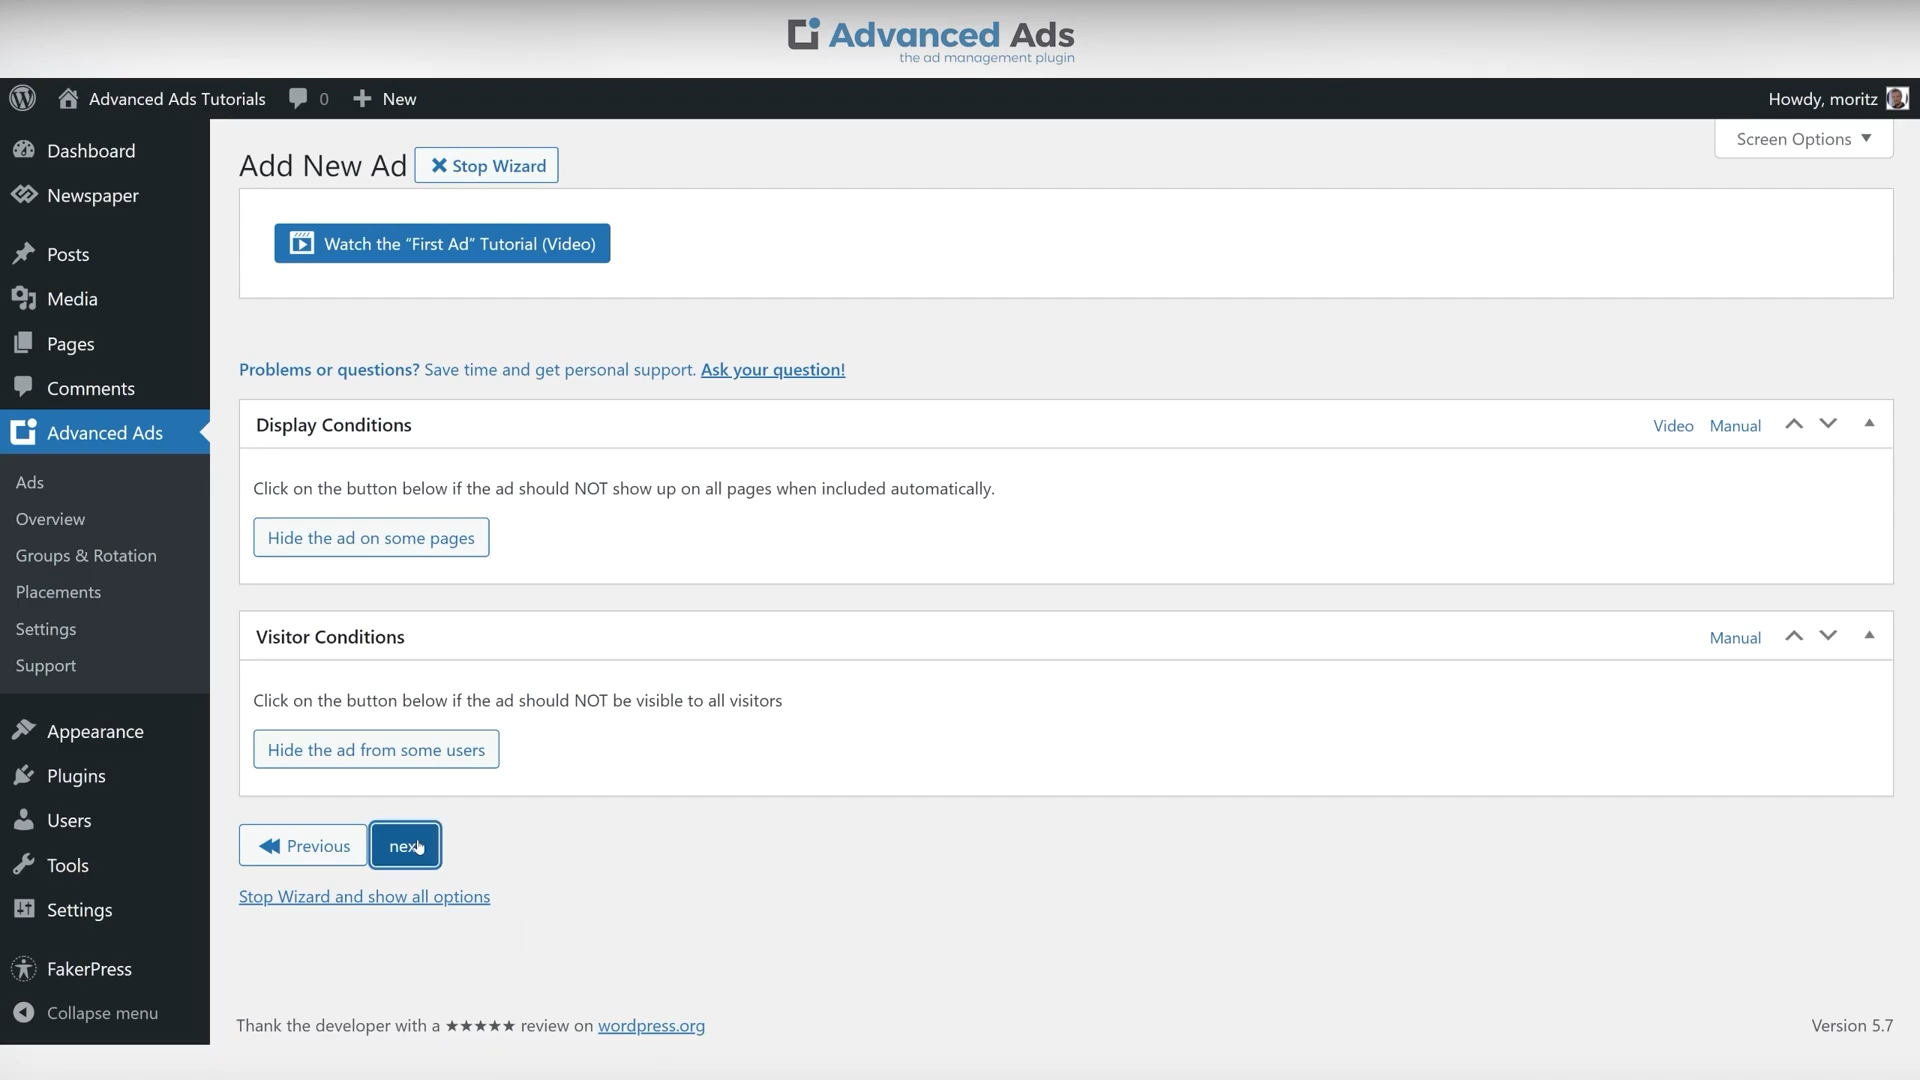 Advanced Ads
the ad management plugin
Advanced Ads Tutorials
0
New
Howdy, moritz
Screen Options
Dashboard
Newspaper
Posts
Media
Pages
Comments
Advanced Ads
Ads
Overview
Groups & Rotation
Placements
Settings
Support
Appearance
Plugins
Users
Tools
Settings
FakerPress
Collapse menu
Add New Ad
Stop Wizard
Watch the “First Ad” Tutorial (Video)
Problems or questions? Save time and get personal support. Ask your question!
Display Conditions
Video
Manual
Click on the button below if the ad should NOT show up on all pages when included automatically.
Hide the ad on some pages
Visitor Conditions
Manual
Click on the button below if the ad should NOT be visible to all visitors
Hide the ad from some users
Previous
next
Stop Wizard and show all options
Thank the developer with a ★★★★★ review on wordpress.org
Version 5.7